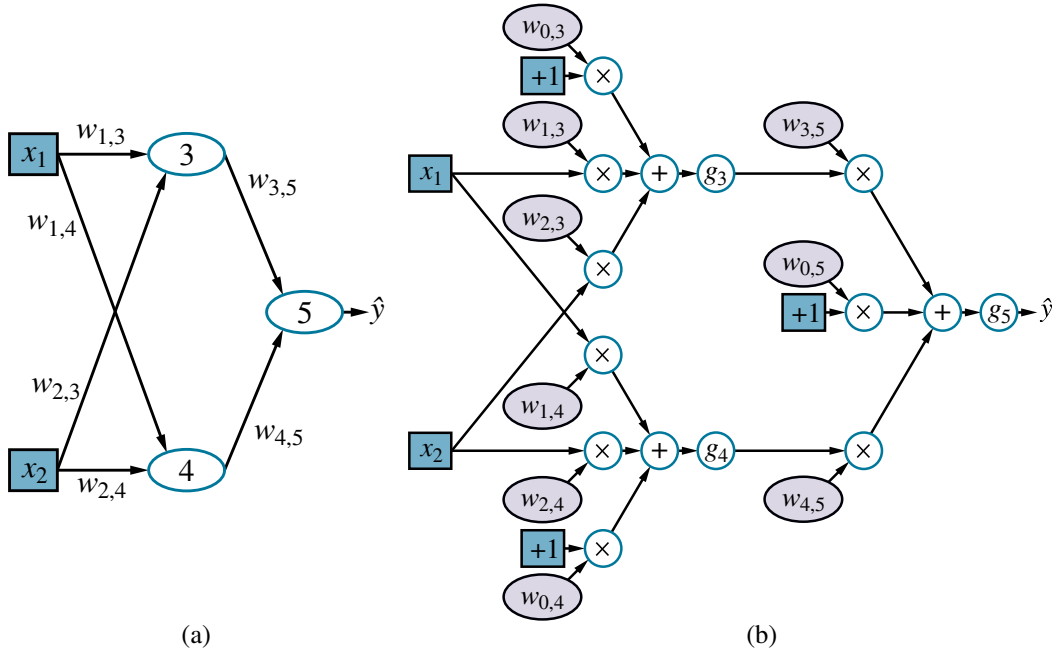 x₁
w₁,₃
3
w₃,₅
w₁,₄
5
ŷ
w₂,₃
w₄,₅
x₂
w₂,₄
4
(a)
w₀,₃
+1
×
w₁,₃
x₁
×
+
g₃
w₃,₅
×
w₂,₃
×
w₀,₅
+1
×
+
g₅
ŷ
×
w₁,₄
x₂
×
+
g₄
×
w₂,₄
w₄,₅
+1
×
w₀,₄
(b)